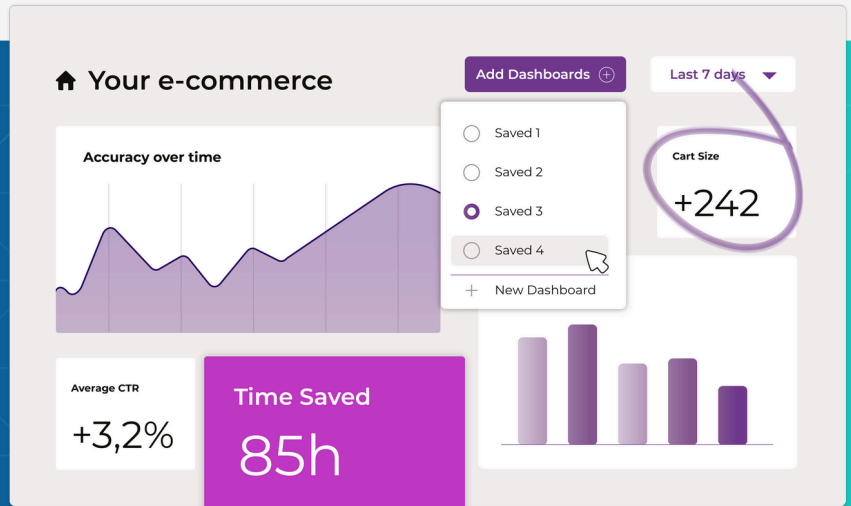 Your e-commerce
Add Dashboards
Last 7 days
Accuracy over time
Saved 1
Saved 2
Saved 3
Saved 4
New Dashboard
Cart Size
+242
Average CTR
+3,2%
Time Saved
85h